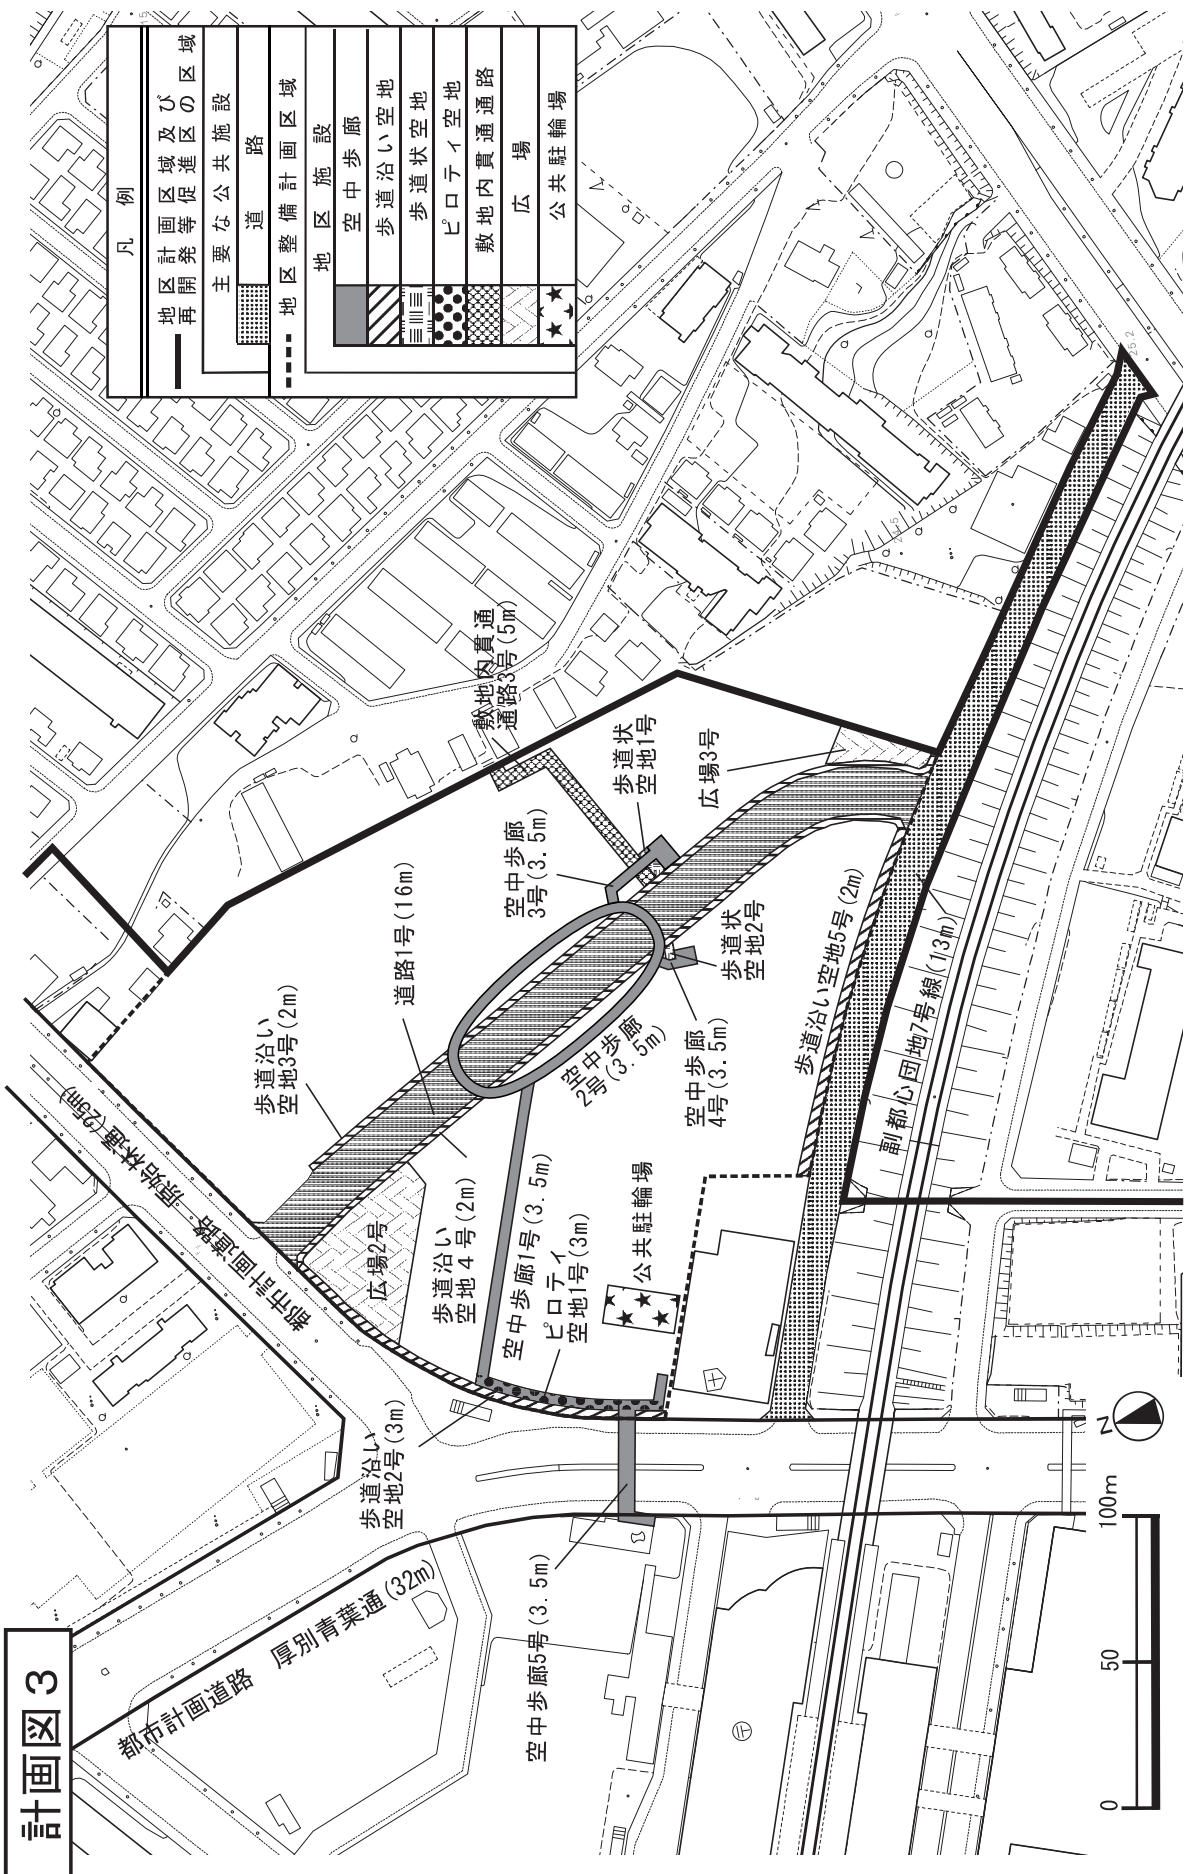 計画図３
凡　例
地区計画区域及び
再開発等促進区の区域
主要な公共施設
道　路
地区整備計画区域
地区施設
空中歩廊
歩道沿い空地
歩道状空地
ピロティ空地
敷地内貫通通路
広　場
公共駐輪場
都市計画道路　原始林通(25m)
歩道沿い
空地3号(2m)
道路1号(16m)
敷地内貫通
通路3号(5m)
空中歩廊
3号(3.5m)
歩道状
空地1号
広場3号
広場2号
歩道沿い
空地４号(2m)
空中歩廊
2号(3.5m)
歩道状
空地2号
空中歩廊
4号(3.5m)
歩道沿い空地5号(2m)
副都心団地7号線(13m)
空中歩廊1号(3.5m)
ピロティ
空地1号(3m)
公共駐輪場
歩道沿い
空地2号(3m)
都市計画道路　厚別青葉通(32m)
空中歩廊5号(3.5m)
25.2
N
0
50
100m